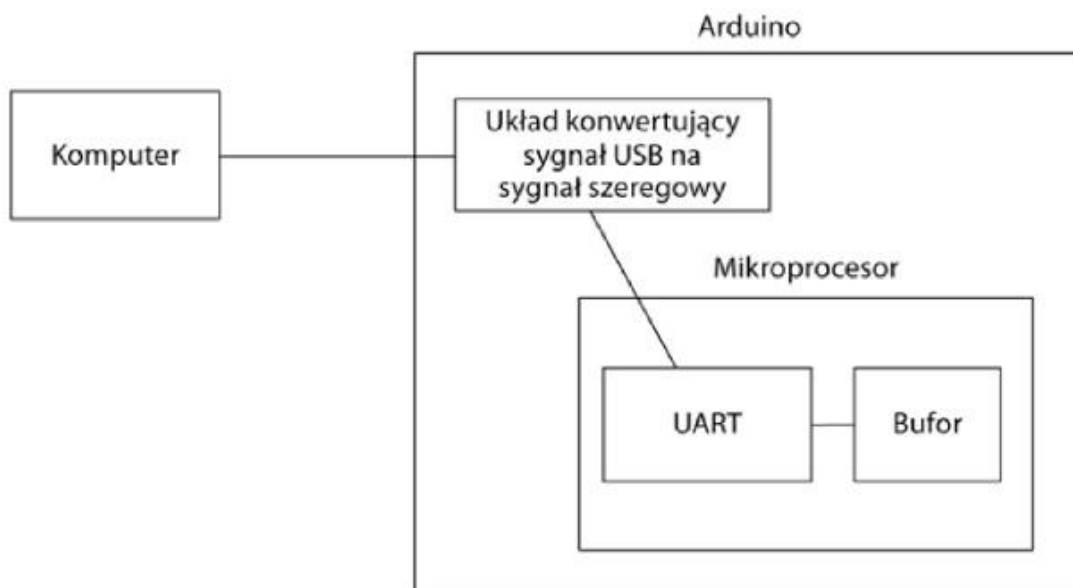 Arduino
Komputer
Układ konwertujący
sygnał USB na
sygnał szeregowy
Mikroprocesor
UART
Bufor